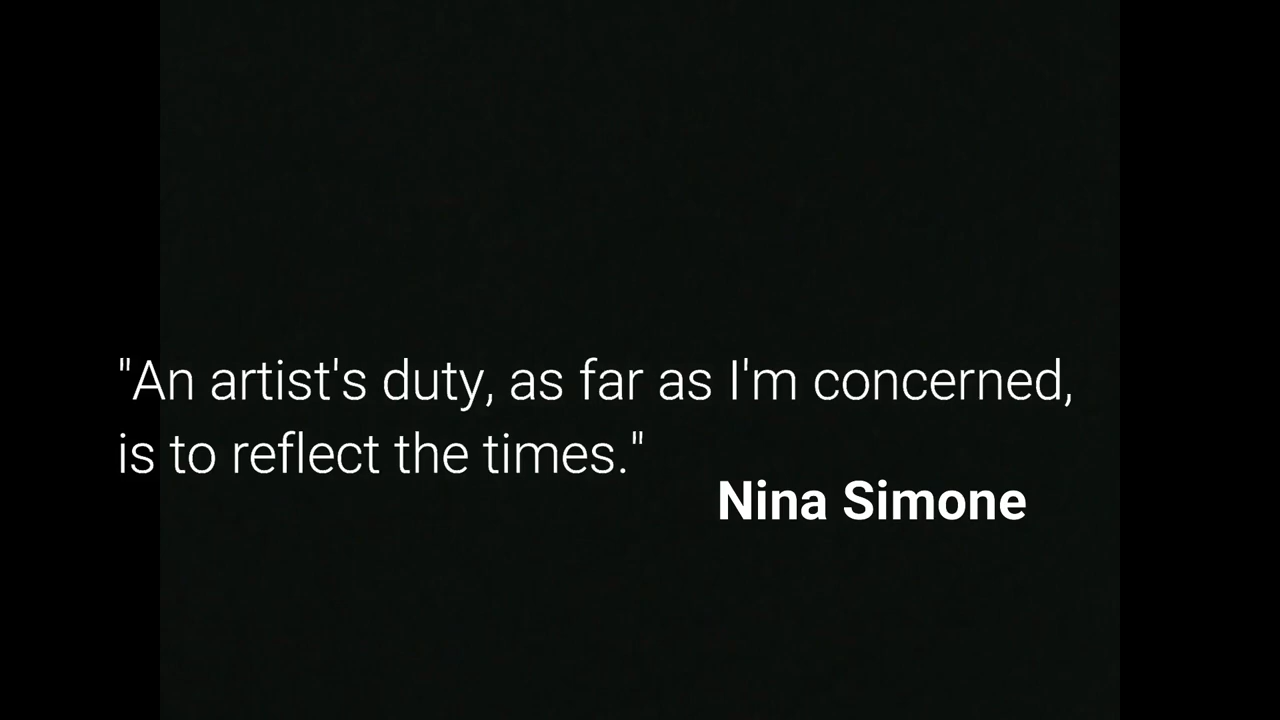 "An artist's duty, as far as I'm concerned,
is to reflect the times."
Nina Simone